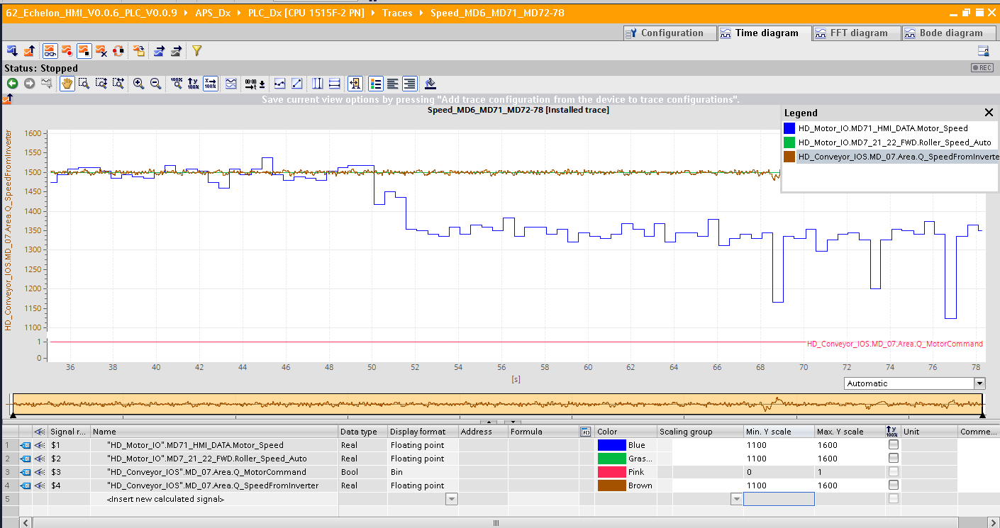 62_Echelon_HMI_V0.0.6_PLC_V0.0.9 APS_Dx PLC_Dx [CPU 1515F-2 PN] Traces Speed_MD6_MD71_MD72-78
Configuration Time diagram FFT diagram Bode diagram
Status: Stopped
REC
Save current view options by pressing "Add trace configuration from the device to trace configurations".
Speed_MD6_MD71_MD72-78 [Installed trace]
Legend
HD_Motor_IO.MD71_HMI_DATA.Motor_Speed
HD_Motor_IO.MD7_21_22_FWD.Roller_Speed_Auto
HD_Conveyor_IOS.MD_07.Area.Q_SpeedFromInverte
HD_Conveyor_IOS.MD_07.Area.Q_SpeedFromInverter
1600
1550
1500
1450
1400
1350
1300
1250
1200
1150
1100
1
0
HD_Conveyor_IOS.MD_07.Area.Q_MotorCommand
36 38 40 42 44 46 48 50 52 54 56 58 60 62 64 66 68 70 72 74 76 78
[s]
Automatic
Signal r... Name Data type Display format Address Formula Color Scaling group Min. Y scale Max. Y scale Unit Comme...
1 $1 "HD_Motor_IO".MD71_HMI_DATA.Motor_Speed Real Floating point Blue 1100 1600
2 $2 "HD_Motor_IO".MD7_21_22_FWD.Roller_Speed_Auto Real Floating point Gras... 1100 1600
3 $3 "HD_Conveyor_IOS".MD_07.Area.Q_MotorCommand Bool Bin Pink 0 1
4 $4 "HD_Conveyor_IOS".MD_07.Area.Q_SpeedFromInverter Real Floating point Brown 1100 1600
5 <Insert new calculated signal>